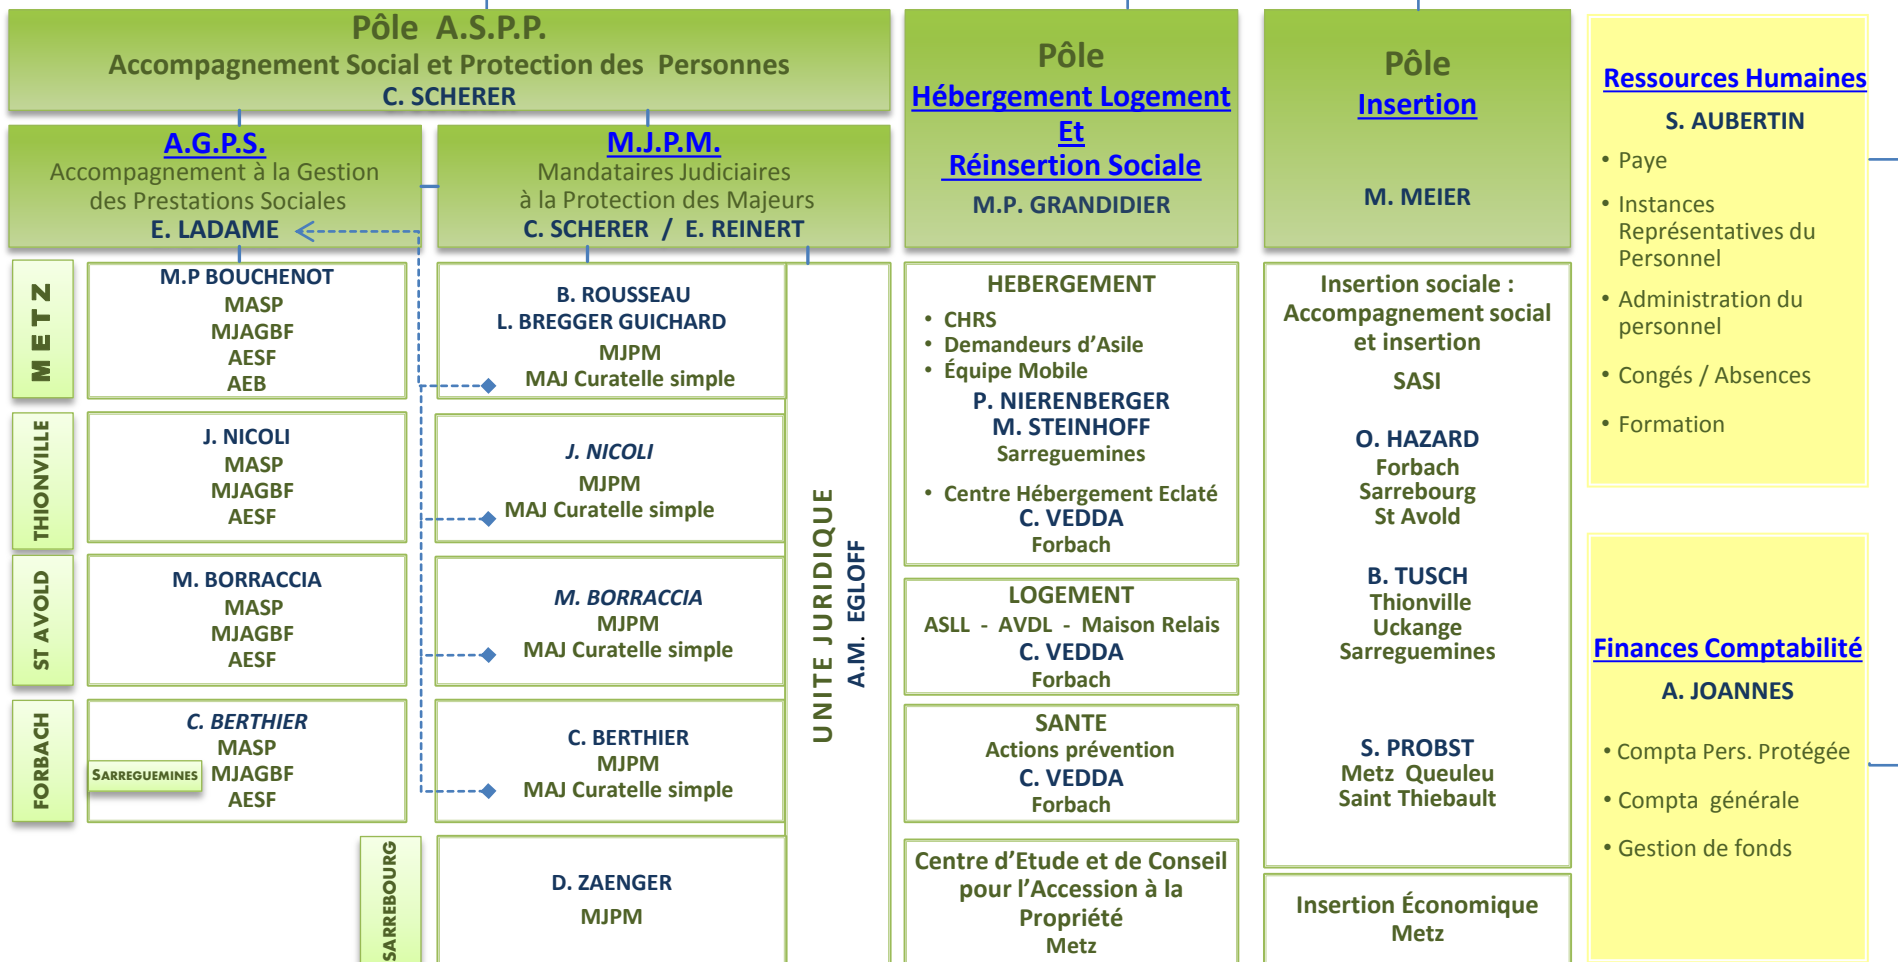 Pôle A.S.P.P.
Accompagnement Social et Protection des Personnes
C. SCHERER
A.G.P.S.
Accompagnement à la Gestion
des Prestations Sociales
E. LADAME
M.J.P.M.
Mandataires Judiciaires
à la Protection des Majeurs
C. SCHERER / E. REINERT
METZ
M.P BOUCHENOT
MASP
MJAGBF
AESF
AEB
B. ROUSSEAU
L. BREGGER GUICHARD
MJPM
MAJ Curatelle simple
THIONVILLE
J. NICOLI
MASP
MJAGBF
AESF
J. NICOLI
MJPM
MAJ Curatelle simple
ST AVOLD
M. BORRACCIA
MASP
MJAGBF
AESF
M. BORRACCIA
MJPM
MAJ Curatelle simple
FORBACH
SARREGUEMINES
C. BERTHIER
MASP
MJAGBF
AESF
C. BERTHIER
MJPM
MAJ Curatelle simple
SARREBOURG
D. ZAENGER
MJPM
UNITE JURIDIQUE
A.M. EGLOFF
Pôle
Hébergement Logement
Et
Réinsertion Sociale
M.P. GRANDIDIER
HEBERGEMENT
• CHRS
• Demandeurs d'Asile
• Équipe Mobile
P. NIERENBERGER
M. STEINHOFF
Sarreguemines
• Centre Hébergement Eclaté
C. VEDDA
Forbach
LOGEMENT
ASLL - AVDL - Maison Relais
C. VEDDA
Forbach
SANTE
Actions prévention
C. VEDDA
Forbach
Centre d'Etude et de Conseil
pour l'Accession à la
Propriété
Metz
Pôle
Insertion
M. MEIER
Insertion sociale :
Accompagnement social
et insertion
SASI
O. HAZARD
Forbach
Sarrebourg
St Avold
B. TUSCH
Thionville
Uckange
Sarreguemines
S. PROBST
Metz Queuleu
Saint Thiebault
Insertion Économique
Metz
Ressources Humaines
S. AUBERTIN
• Paye
• Instances
Représentatives du
Personnel
• Administration du
personnel
• Congés / Absences
• Formation
Finances Comptabilité
A. JOANNES
• Compta Pers. Protégée
• Compta générale
• Gestion de fonds